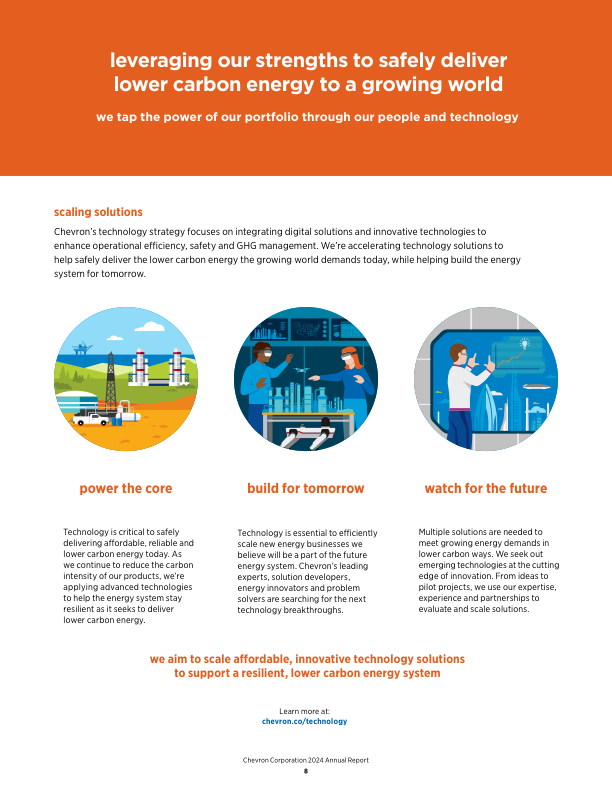 leveraging our strengths to safely deliver
lower carbon energy to a growing world
we tap the power of our portfolio through our people and technology
scaling solutions
Chevron's technology strategy focuses on integrating digital solutions and innovative technologies to
enhance operational efficiency, safety and GHG management. We're accelerating technology solutions to
help safely deliver the lower carbon energy the growing world demands today, while helping build the energy
system for tomorrow.
power the core
Technology is critical to safely
delivering affordable, reliable and
lower carbon energy today. As
we continue to reduce the carbon
intensity of our products, we're
applying advanced technologies
to help the energy system stay
resilient as it seeks to deliver
lower carbon energy.
build for tomorrow
Technology is essential to efficiently
scale new energy businesses we
believe will be a part of the future
energy system. Chevron's leading
experts, solution developers,
energy innovators and problem
solvers are searching for the next
technology breakthroughs.
watch for the future
Multiple solutions are needed to
meet growing energy demands in
lower carbon ways. We seek out
emerging technologies at the cutting
edge of innovation. From ideas to
pilot projects, we use our expertise,
experience and partnerships to
evaluate and scale solutions.
we aim to scale affordable, innovative technology solutions
to support a resilient, lower carbon energy system
Learn more at:
chevron.co/technology
Chevron Corporation 2024 Annual Report
8